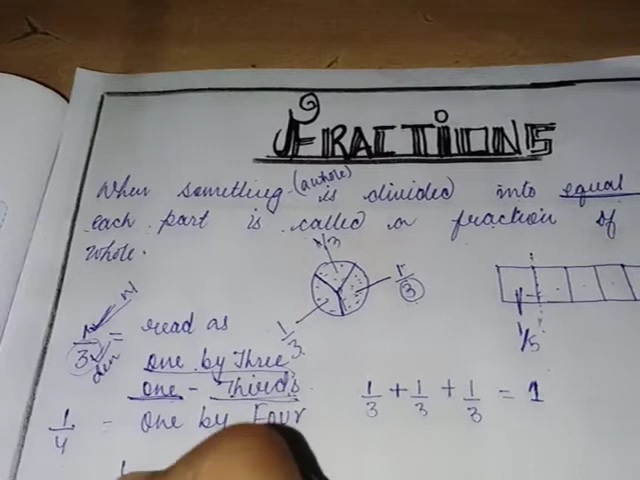 FRACTIONS
When something (a whole) is divided into equal
each part is called a fraction of
whole.
1/3
1/3
1/3
1/5
1/3 = read as
one by Three
one - Thirds
1/3 + 1/3 + 1/3 = 1
1/4 = one by Four